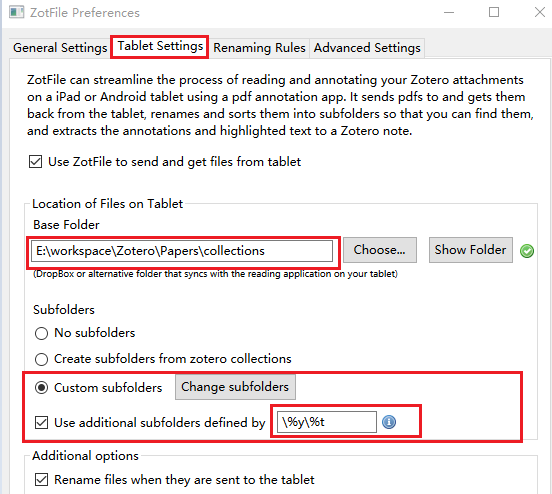 ZotFile Preferences
General Settings Tablet Settings Renaming Rules Advanced Settings
ZotFile can streamline the process of reading and annotating your Zotero attachments
on a iPad or Android tablet using a pdf annotation app. It sends pdfs to and gets them
back from the tablet, renames and sorts them into subfolders so that you can find them,
and extracts the annotations and highlighted text to a Zotero note.
Use ZotFile to send and get files from tablet
Location of Files on Tablet
Base Folder
E:\workspace\Zotero\Papers\collections Choose... Show Folder
(DropBox or alternative folder that syncs with the reading application on your tablet)
Subfolders
No subfolders
Create subfolders from zotero collections
Custom subfolders Change subfolders
Use additional subfolders defined by \%y\%t
Additional options
Rename files when they are sent to the tablet